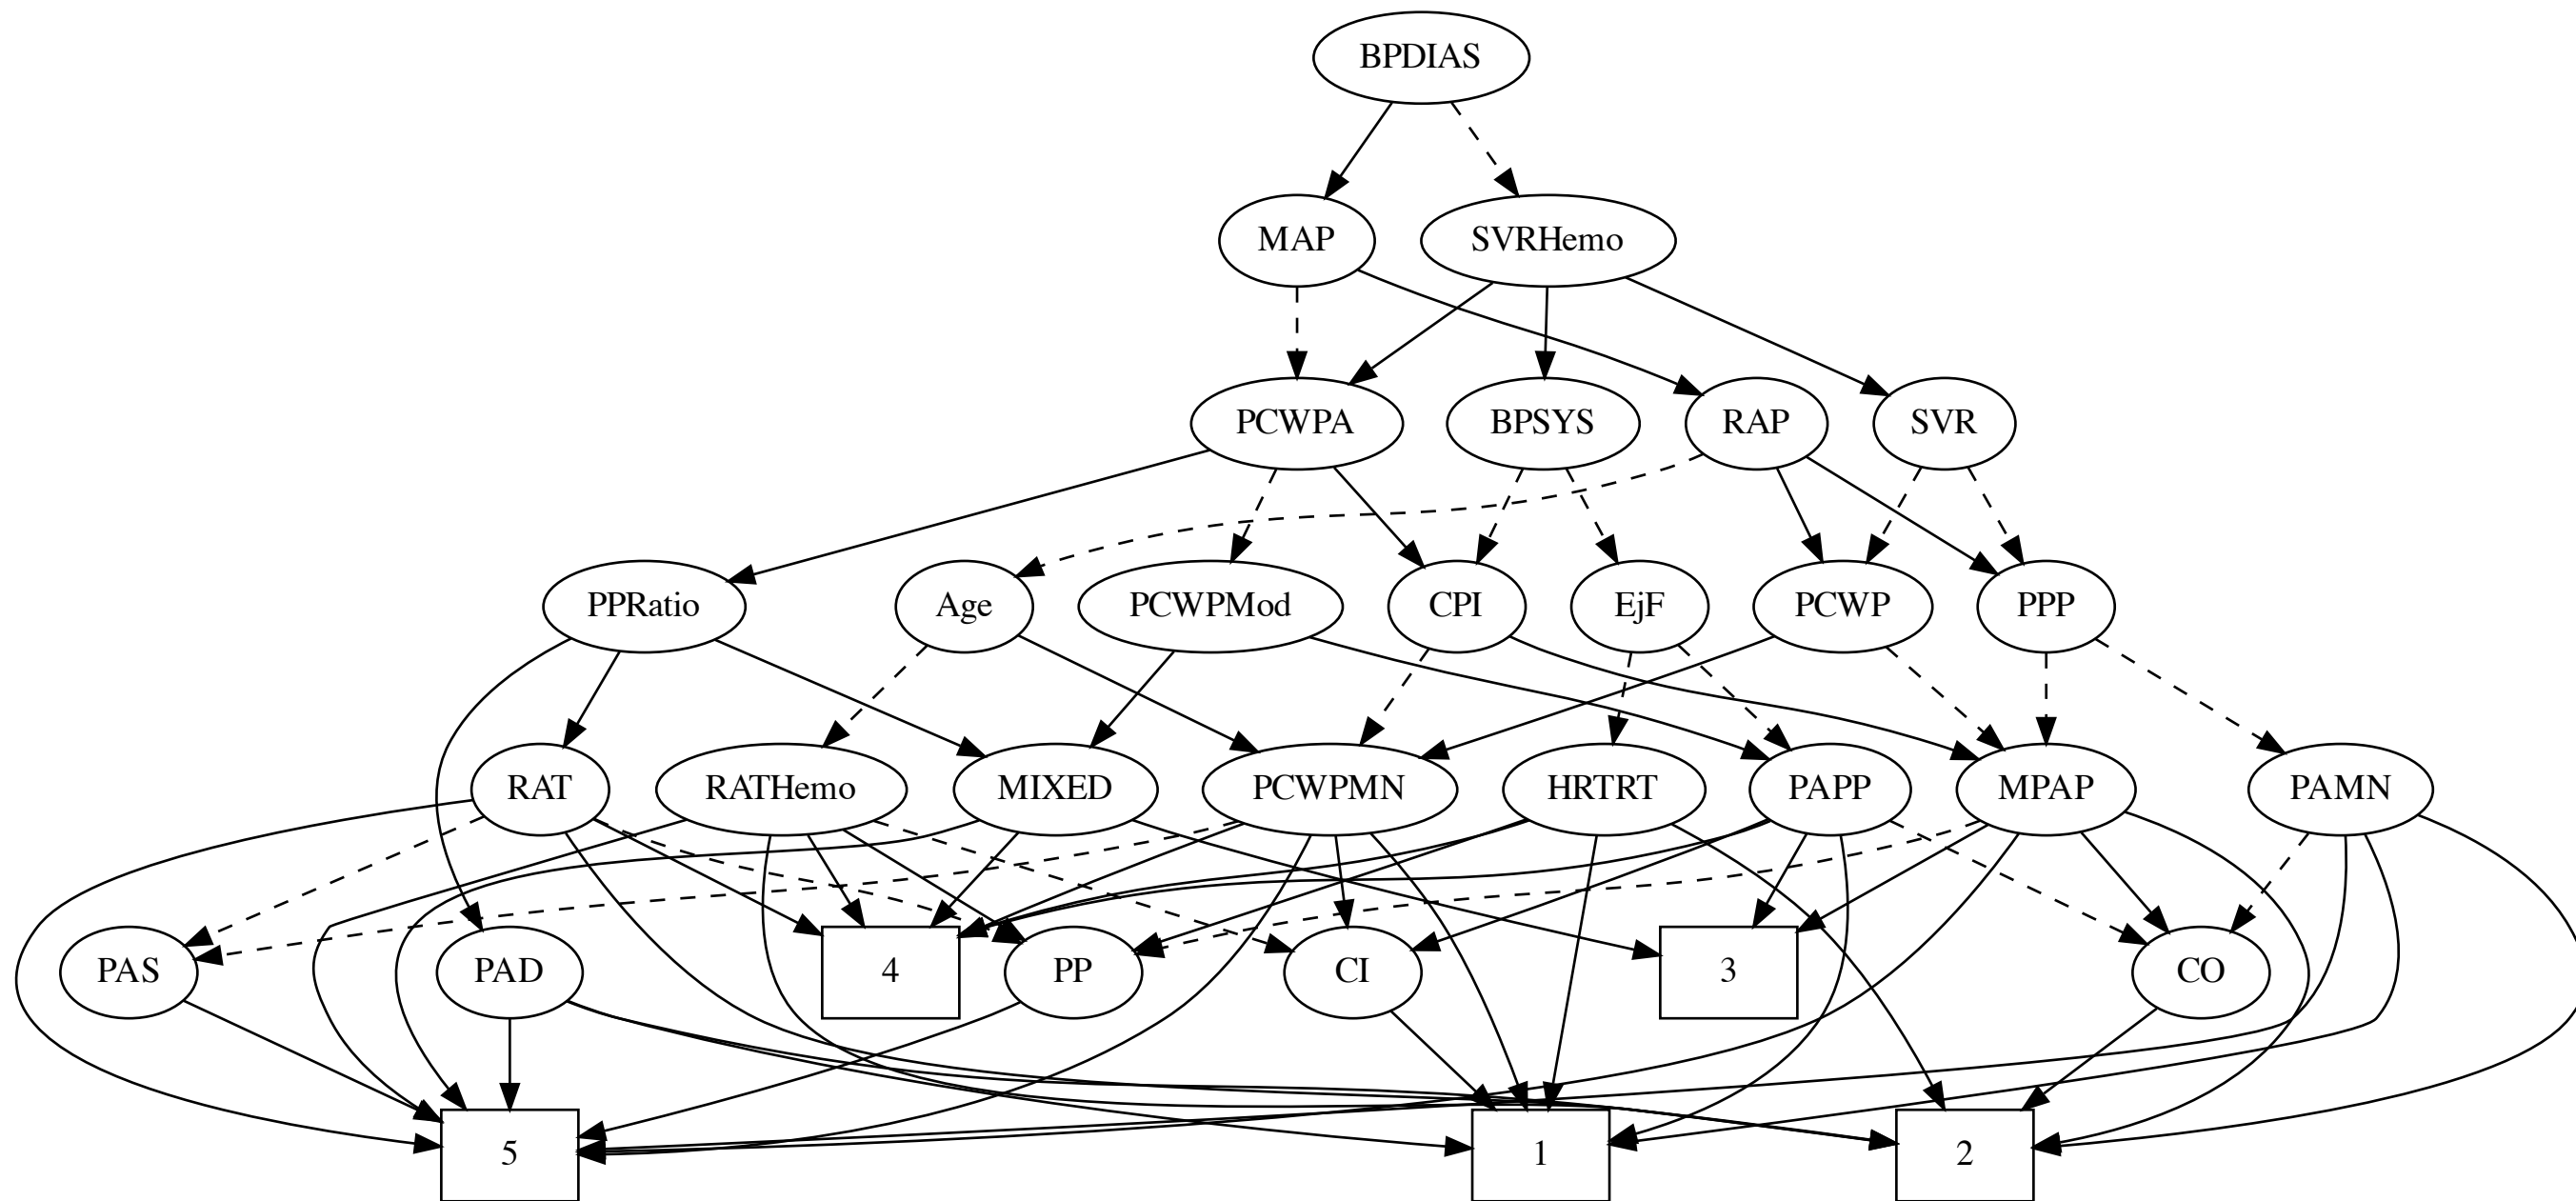 BPDIAS
MAP
SVRHemo
PCWPA
BPSYS
RAP
SVR
PPRatio
Age
PCWPMod
CPI
EjF
PCWP
PPP
RAT
RATHemo
MIXED
PCWPMN
HRTRT
PAPP
MPAP
PAMN
PAS
PAD
4
PP
CI
3
CO
5
1
2